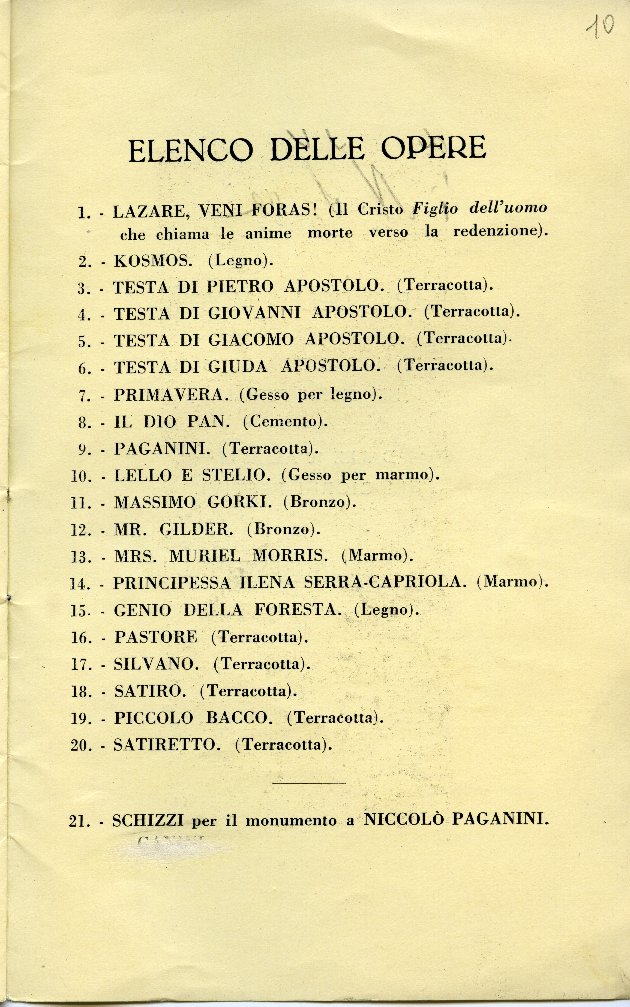 10
ELENCO DELLE OPERE
1. - LAZARE, VENI FORAS! (Il Cristo Figlio dell'uomo
che chiama le anime morte verso la redenzione).
2. - KOSMOS. (Legno).
3. - TESTA DI PIETRO APOSTOLO. (Terracotta).
4. - TESTA DI GIOVANNI APOSTOLO. (Terracotta).
5. - TESTA DI GIACOMO APOSTOLO. (Terracotta).
6. - TESTA DI GIUDA APOSTOLO. (Terracotta).
7. - PRIMAVERA. (Gesso per legno).
8. - IL DIO PAN. (Cemento).
9. - PAGANINI. (Terracotta).
10. - LELLO E STELIO. (Gesso per marmo).
11. - MASSIMO GORKI. (Bronzo).
12. - MR. GILDER. (Bronzo).
13. - MRS. MURIEL MORRIS. (Marmo).
14. - PRINCIPESSA ILENA SERRA-CAPRIOLA. (Marmo).
15. - GENIO DELLA FORESTA. (Legno).
16. - PASTORE (Terracotta).
17. - SILVANO. (Terracotta).
18. - SATIRO. (Terracotta).
19. - PICCOLO BACCO. (Terracotta).
20. - SATIRETTO. (Terracotta).
21. - SCHIZZI per il monumento a NICCOLÒ PAGANINI.